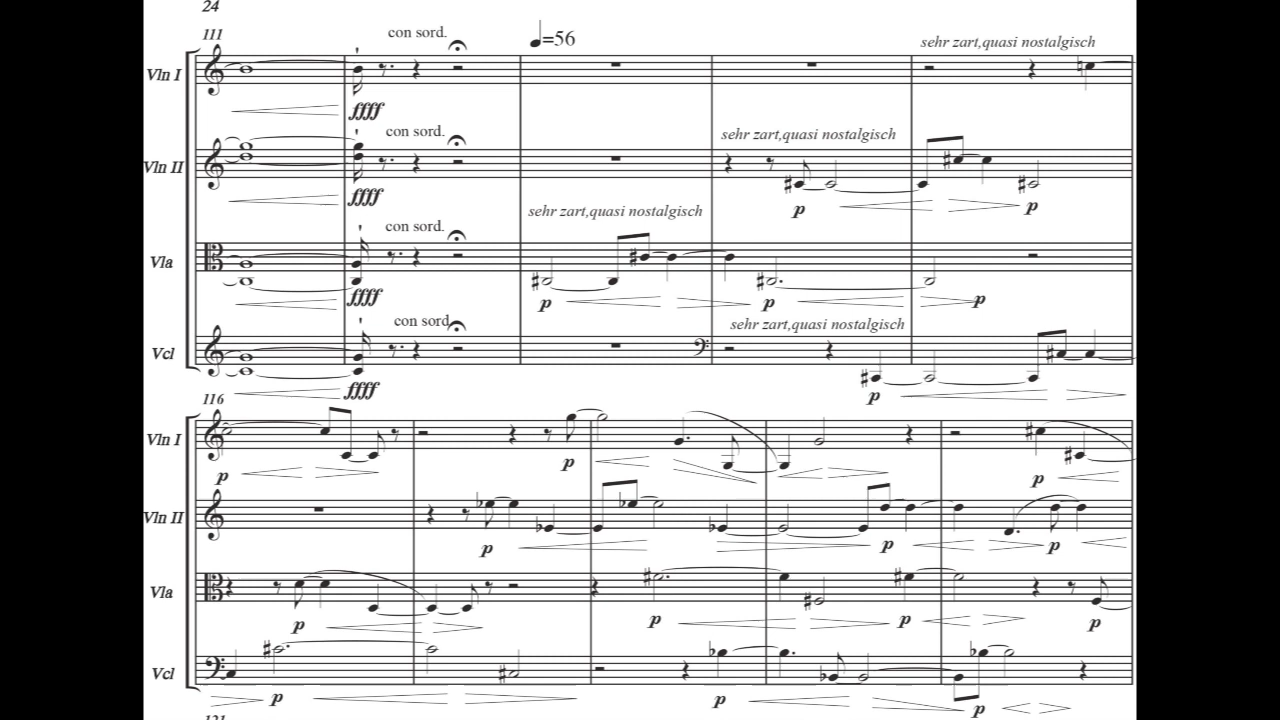 24
111
con sord.
=56
sehr zart,quasi nostalgisch
Vln I
ffff
con sord.
sehr zart,quasi nostalgisch
Vln II
ffff
p
p
con sord.
sehr zart,quasi nostalgisch
Vla
ffff
p
p
p
con sord.
sehr zart,quasi nostalgisch
Vcl
ffff
p
116
Vln I
p
p
p
Vln II
p
p
p
Vla
p
p
p
p
Vcl
p
p
p